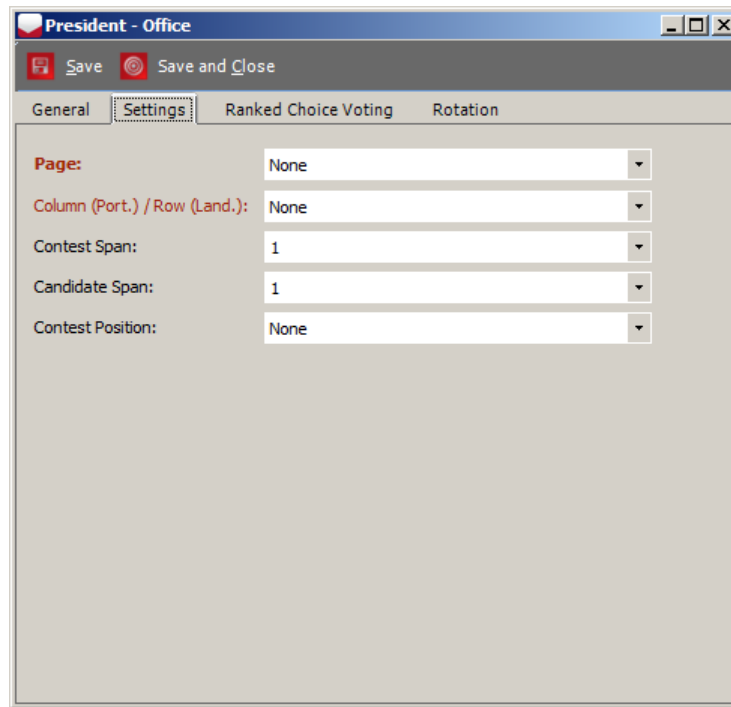 President - Office
Save Save and Close
General Settings Ranked Choice Voting Rotation
Page: None
Column (Port.) / Row (Land.): None
Contest Span: 1
Candidate Span: 1
Contest Position: None